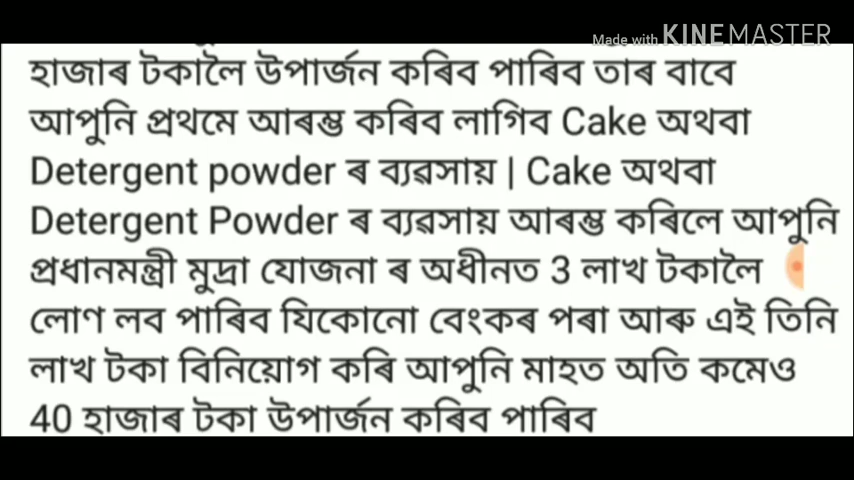 Made with KINEMASTER
হাজাৰ টকালৈ উপাৰ্জন কৰিব পাৰিব তাৰ বাবে
আপুনি প্ৰথমে আৰম্ভ কৰিব লাগিব Cake অথবা
Detergent powder ৰ ব্যৱসায় | Cake অথবা
Detergent Powder ৰ ব্যৱসায় আৰম্ভ কৰিলে আপুনি
প্ৰধানমন্ত্ৰী মুদ্ৰা যোজনা ৰ অধীনত 3 লাখ টকালৈ
লোণ লব পাৰিব যিকোনো বেংকৰ পৰা আৰু এই তিনি
লাখ টকা বিনিয়োগ কৰি আপুনি মাহত অতি কমেও
40 হাজাৰ টকা উপাৰ্জন কৰিব পাৰিব